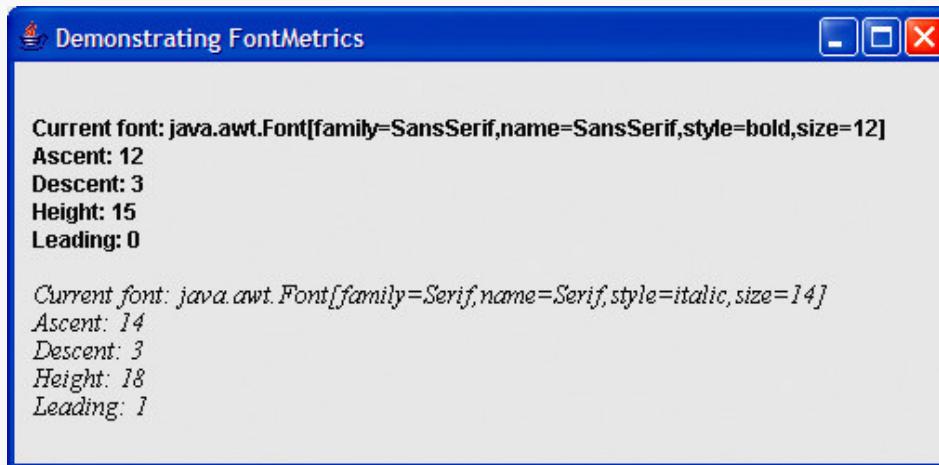 Demonstrating FontMetrics
Current font: java.awt.Font[family=SansSerif,name=SansSerif,style=bold,size=12]
Ascent: 12
Descent: 3
Height: 15
Leading: 0
Current font: java.awt.Font[family=Serif,name=Serif,style=italic,size=14]
Ascent: 14
Descent: 3
Height: 18
Leading: 1